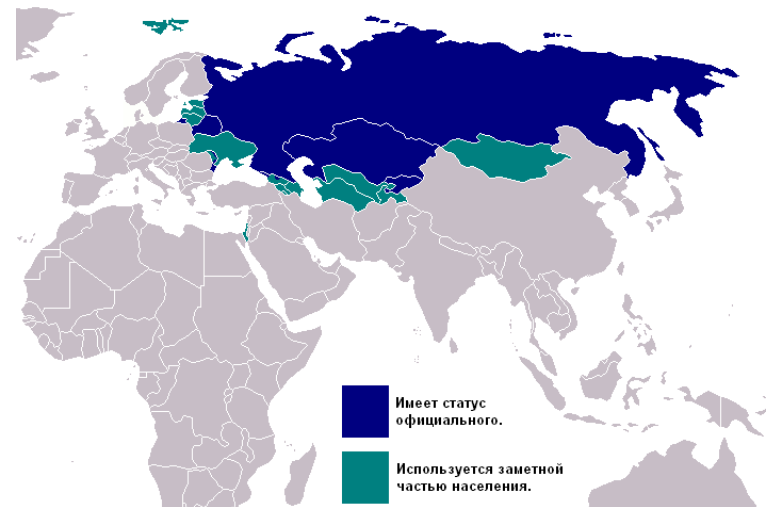 Имеет статус
официального.
Используется заметной
частью населения.